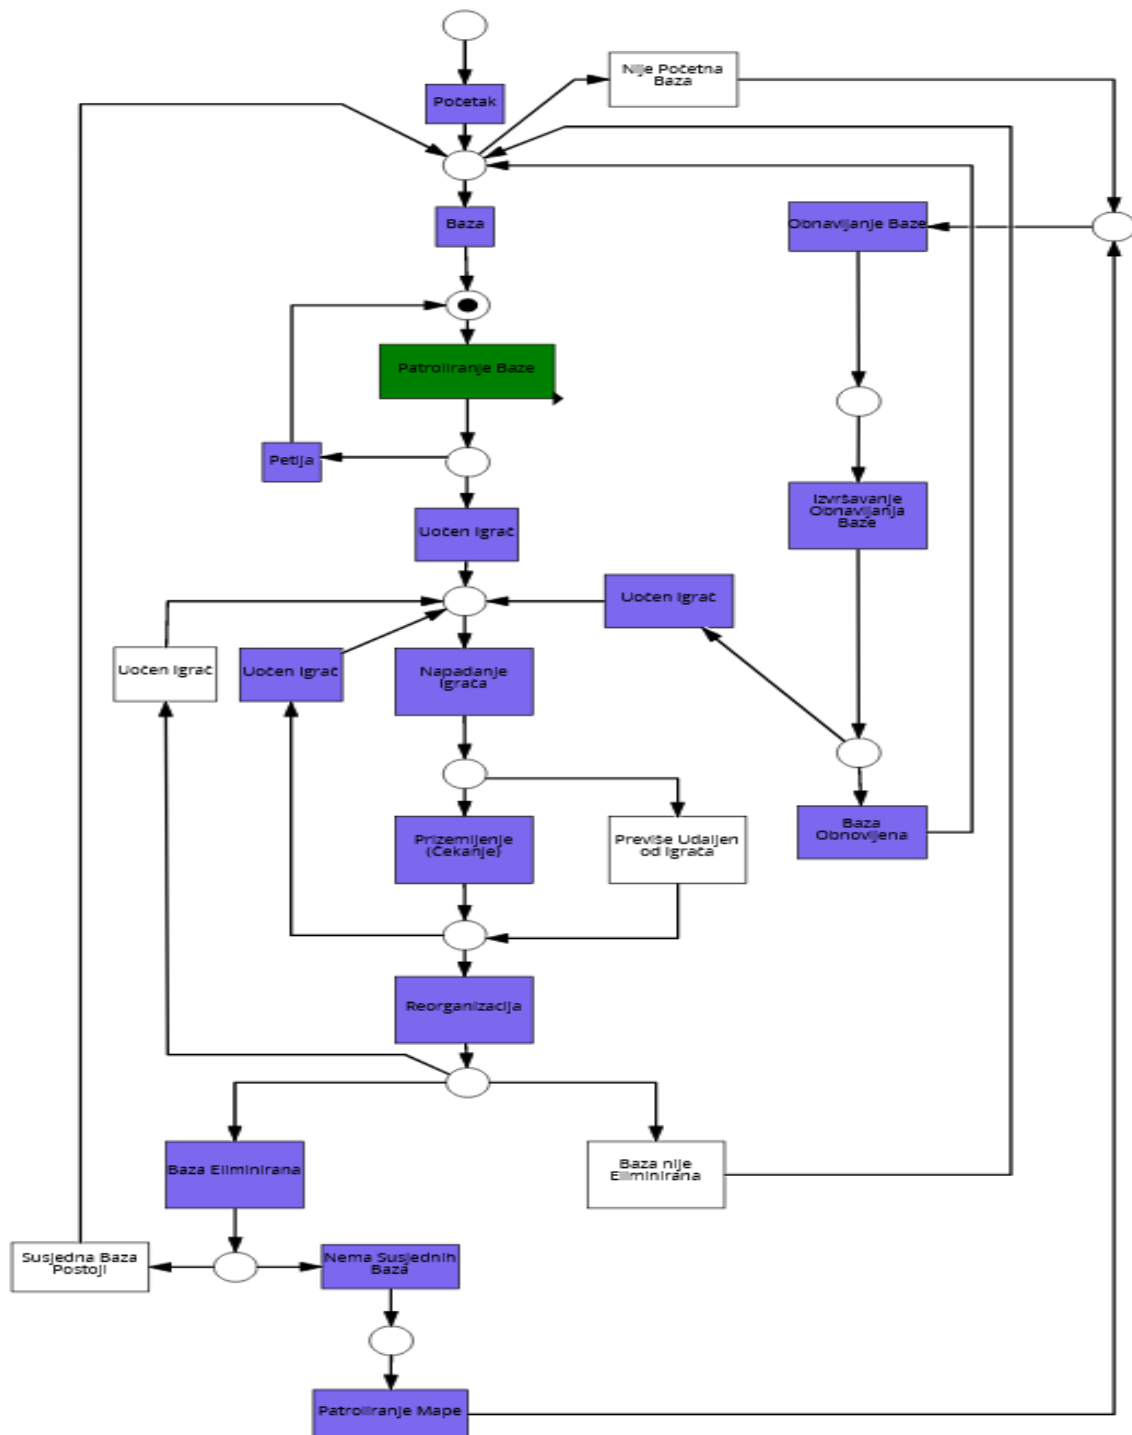 Nije Početna
Baza
Početak
Baza
Obnavljanje Baze
Patroliranje Baze
Petlja
Izvršavanje
Obnavljanja
Baze
Uočen Igrač
Uočen Igrač
Uočen Igrač
Uočen Igrač
Napadanje
Igrača
Prizemljenje
(Čekanje)
Previše Udaljen
od Igrača
Baza
Obnovljena
Reorganizacija
Baza Eliminirana
Baza nije
Eliminirana
Susjedna Baza
Postoji
Nema Susjednih
Baza
Patroliranje Mape